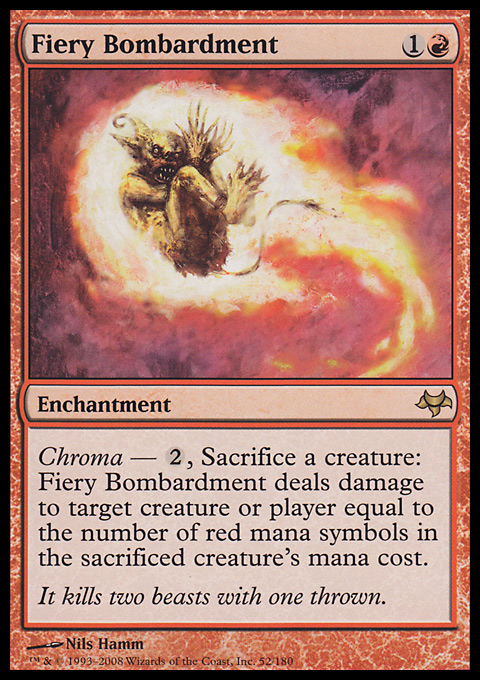 Fiery Bombardment 1
Enchantment
Chroma — 2, Sacrifice a creature:
Fiery Bombardment deals damage
to target creature or player equal to
the number of red mana symbols in
the sacrificed creature's mana cost.
It kills two beasts with one thrown.
Nils Hamm
™ & © 1993–2008 Wizards of the Coast, Inc. 52/180